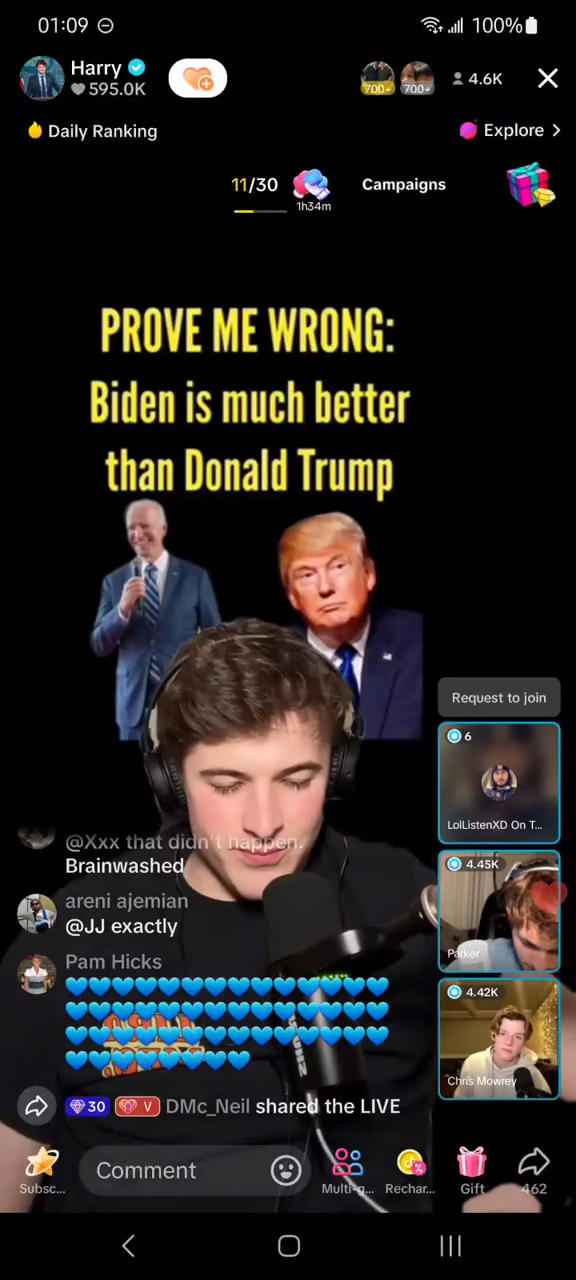 01:09
100%
Harry
595.0K
700+
700+
4.6K
Daily Ranking
Explore
11/30
1h34m
Campaigns
PROVE ME WRONG:
Biden is much better
than Donald Trump
Request to join
6
LolListenXD On T...
4.45K
Parker
4.42K
Chris Mowrey
@Xxx that didn't happen.
Brainwashed
areni ajemian
@JJ exactly
Pam Hicks
30 V DMc_Neil shared the LIVE
Subsc...
Comment
Multi-g...
Rechar...
Gift
462